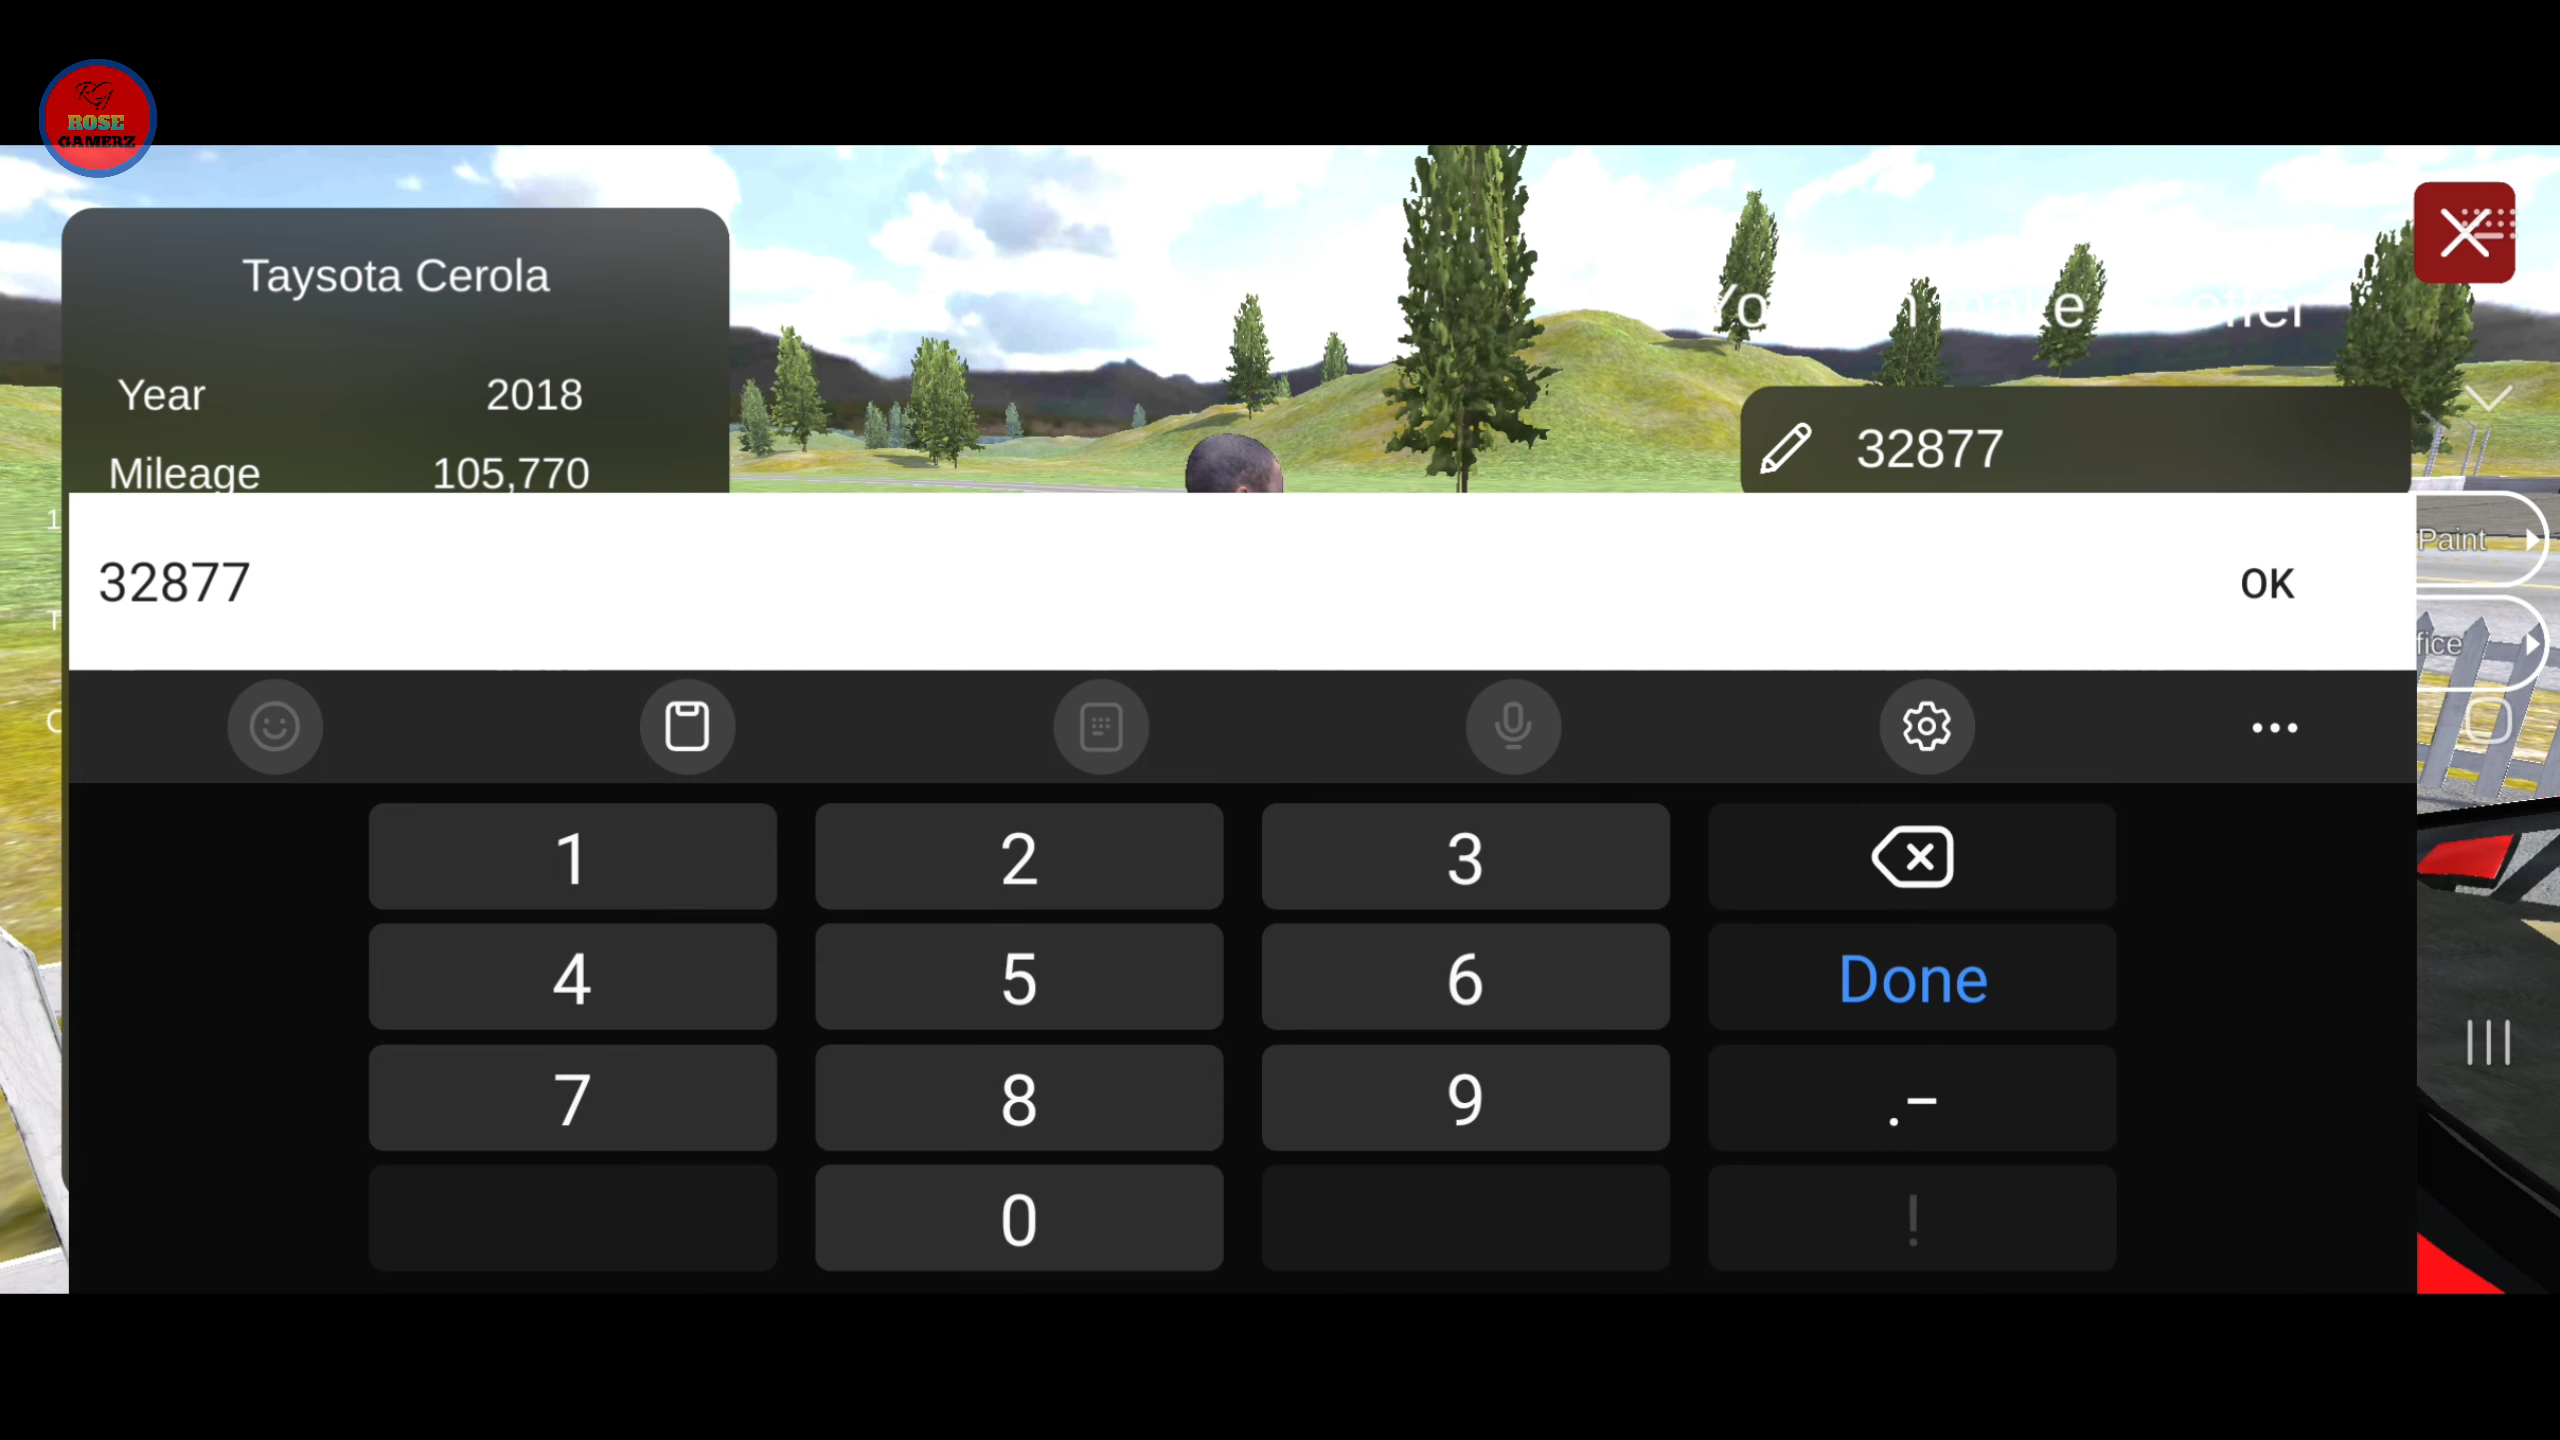 ROSE
GAMERZ
Taysota Cerola
Year 2018
Mileage 105,770
32877
32877
OK
Paint
1 2 3
4 5 6 Done
7 8 9 .-
0 !